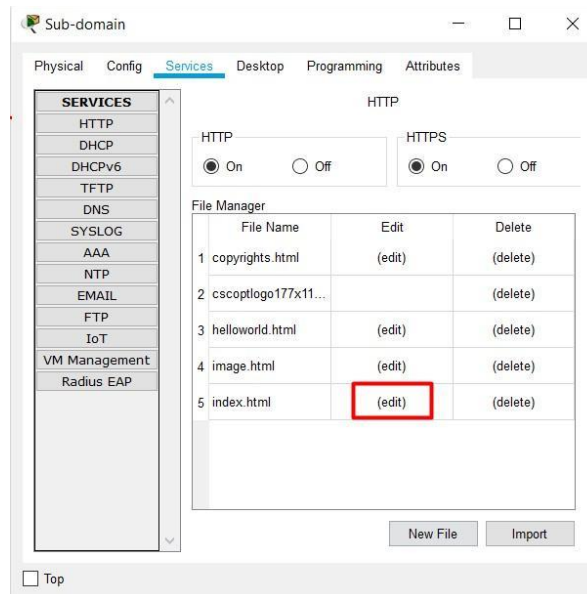 Sub-domain
Physical Config Services Desktop Programming Attributes
SERVICES
HTTP
DHCP
DHCPv6
TFTP
DNS
SYSLOG
AAA
NTP
EMAIL
FTP
IoT
VM Management
Radius EAP
HTTP
HTTP HTTPS
On Off On Off
File Manager
File Name Edit Delete
1 copyrights.html (edit) (delete)
2 cscoptlogo177x11... (delete)
3 helloworld.html (edit) (delete)
4 image.html (edit) (delete)
5 index.html (edit) (delete)
New File Import
Top